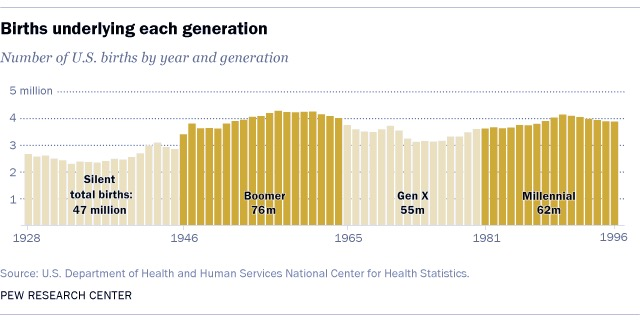 Births underlying each generation
Number of U.S. births by year and generation
5 million
4
3
2
1
Silent
total births:
47 million
Boomer
76m
Gen X
55m
Millennial
62m
1928
1946
1965
1981
1996
Source: U.S. Department of Health and Human Services National Center for Health Statistics.
PEW RESEARCH CENTER